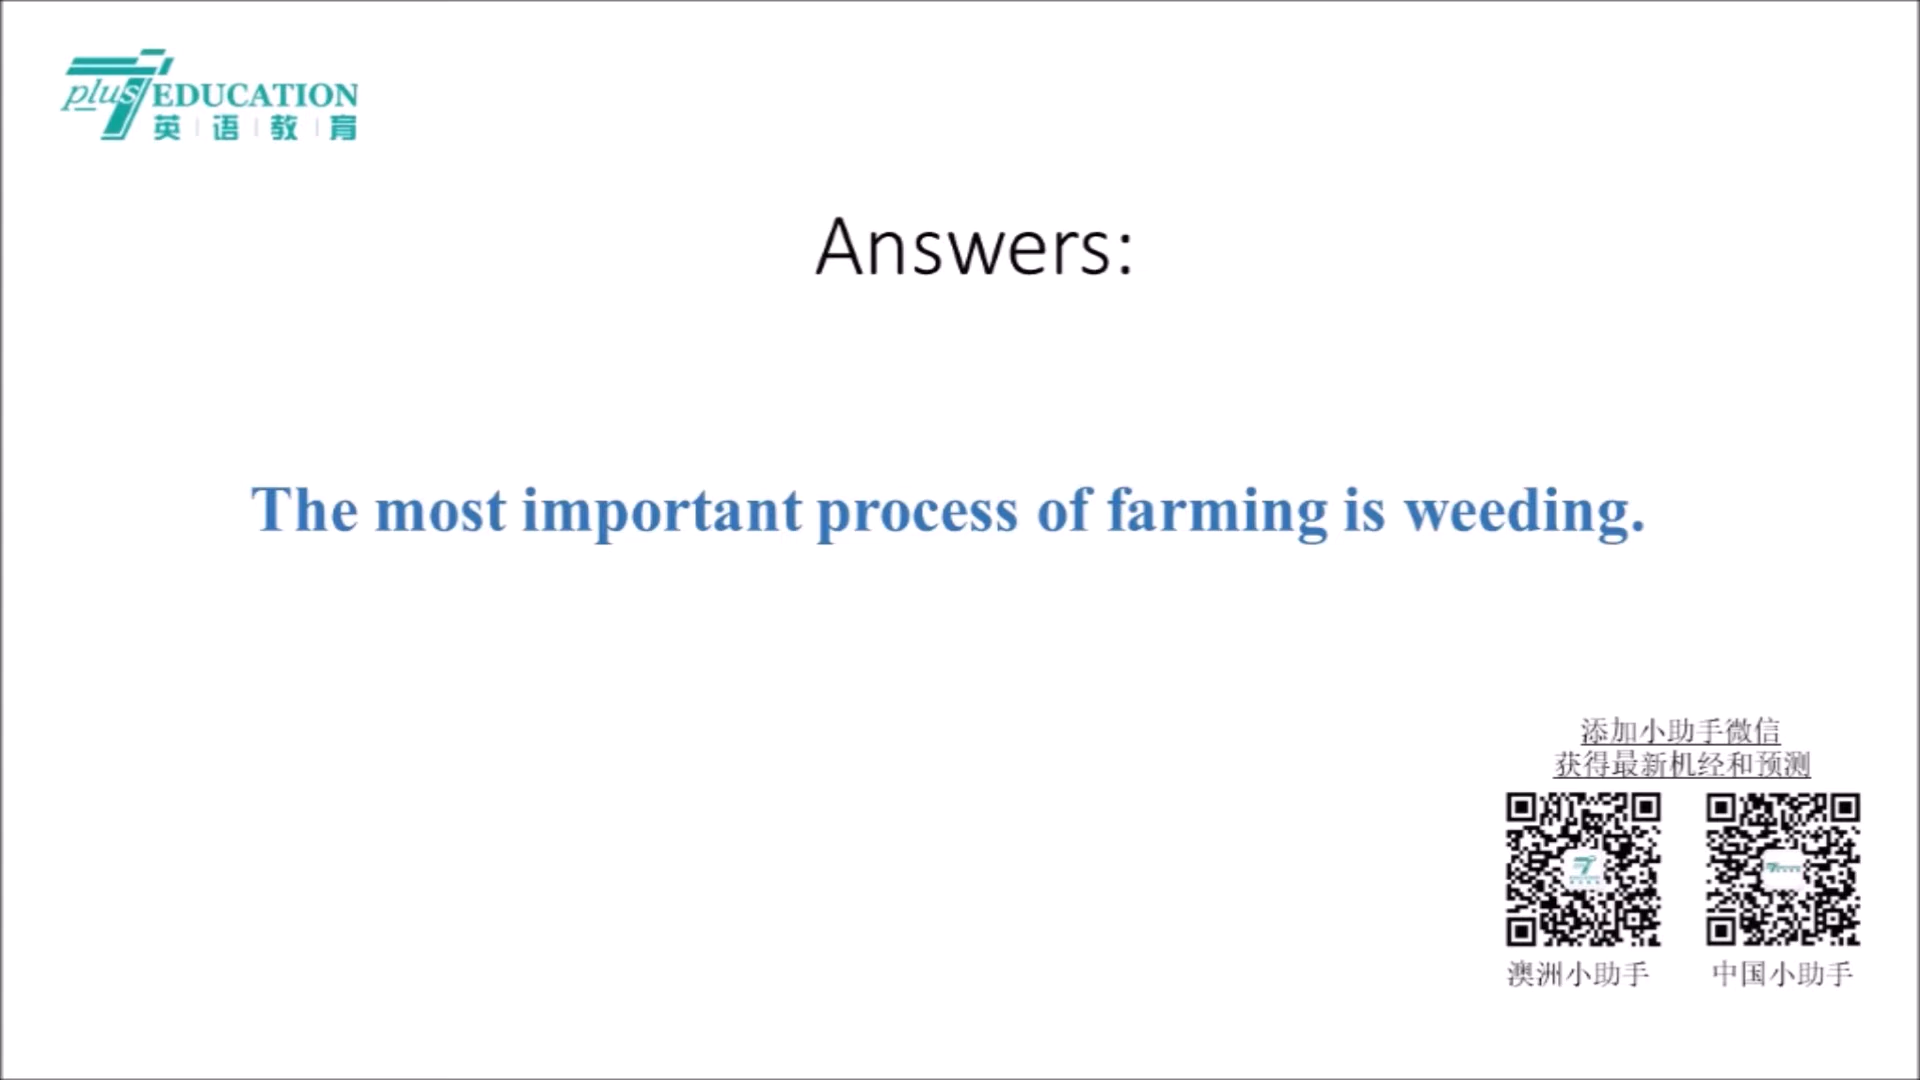 7 plus EDUCATION
英语教育
Answers:
The most important process of farming is weeding.
添加小助手微信
获得最新机经和预测
澳洲小助手
中国小助手